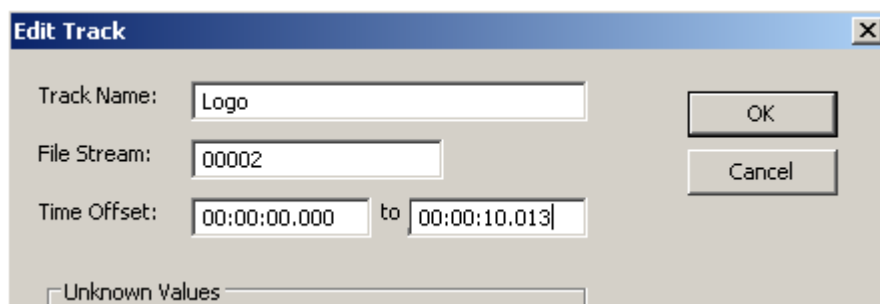 Edit Track
Track Name: Logo
OK
File Stream: 00002
Cancel
Time Offset: 00:00:00.000 to 00:00:10.013
Unknown Values